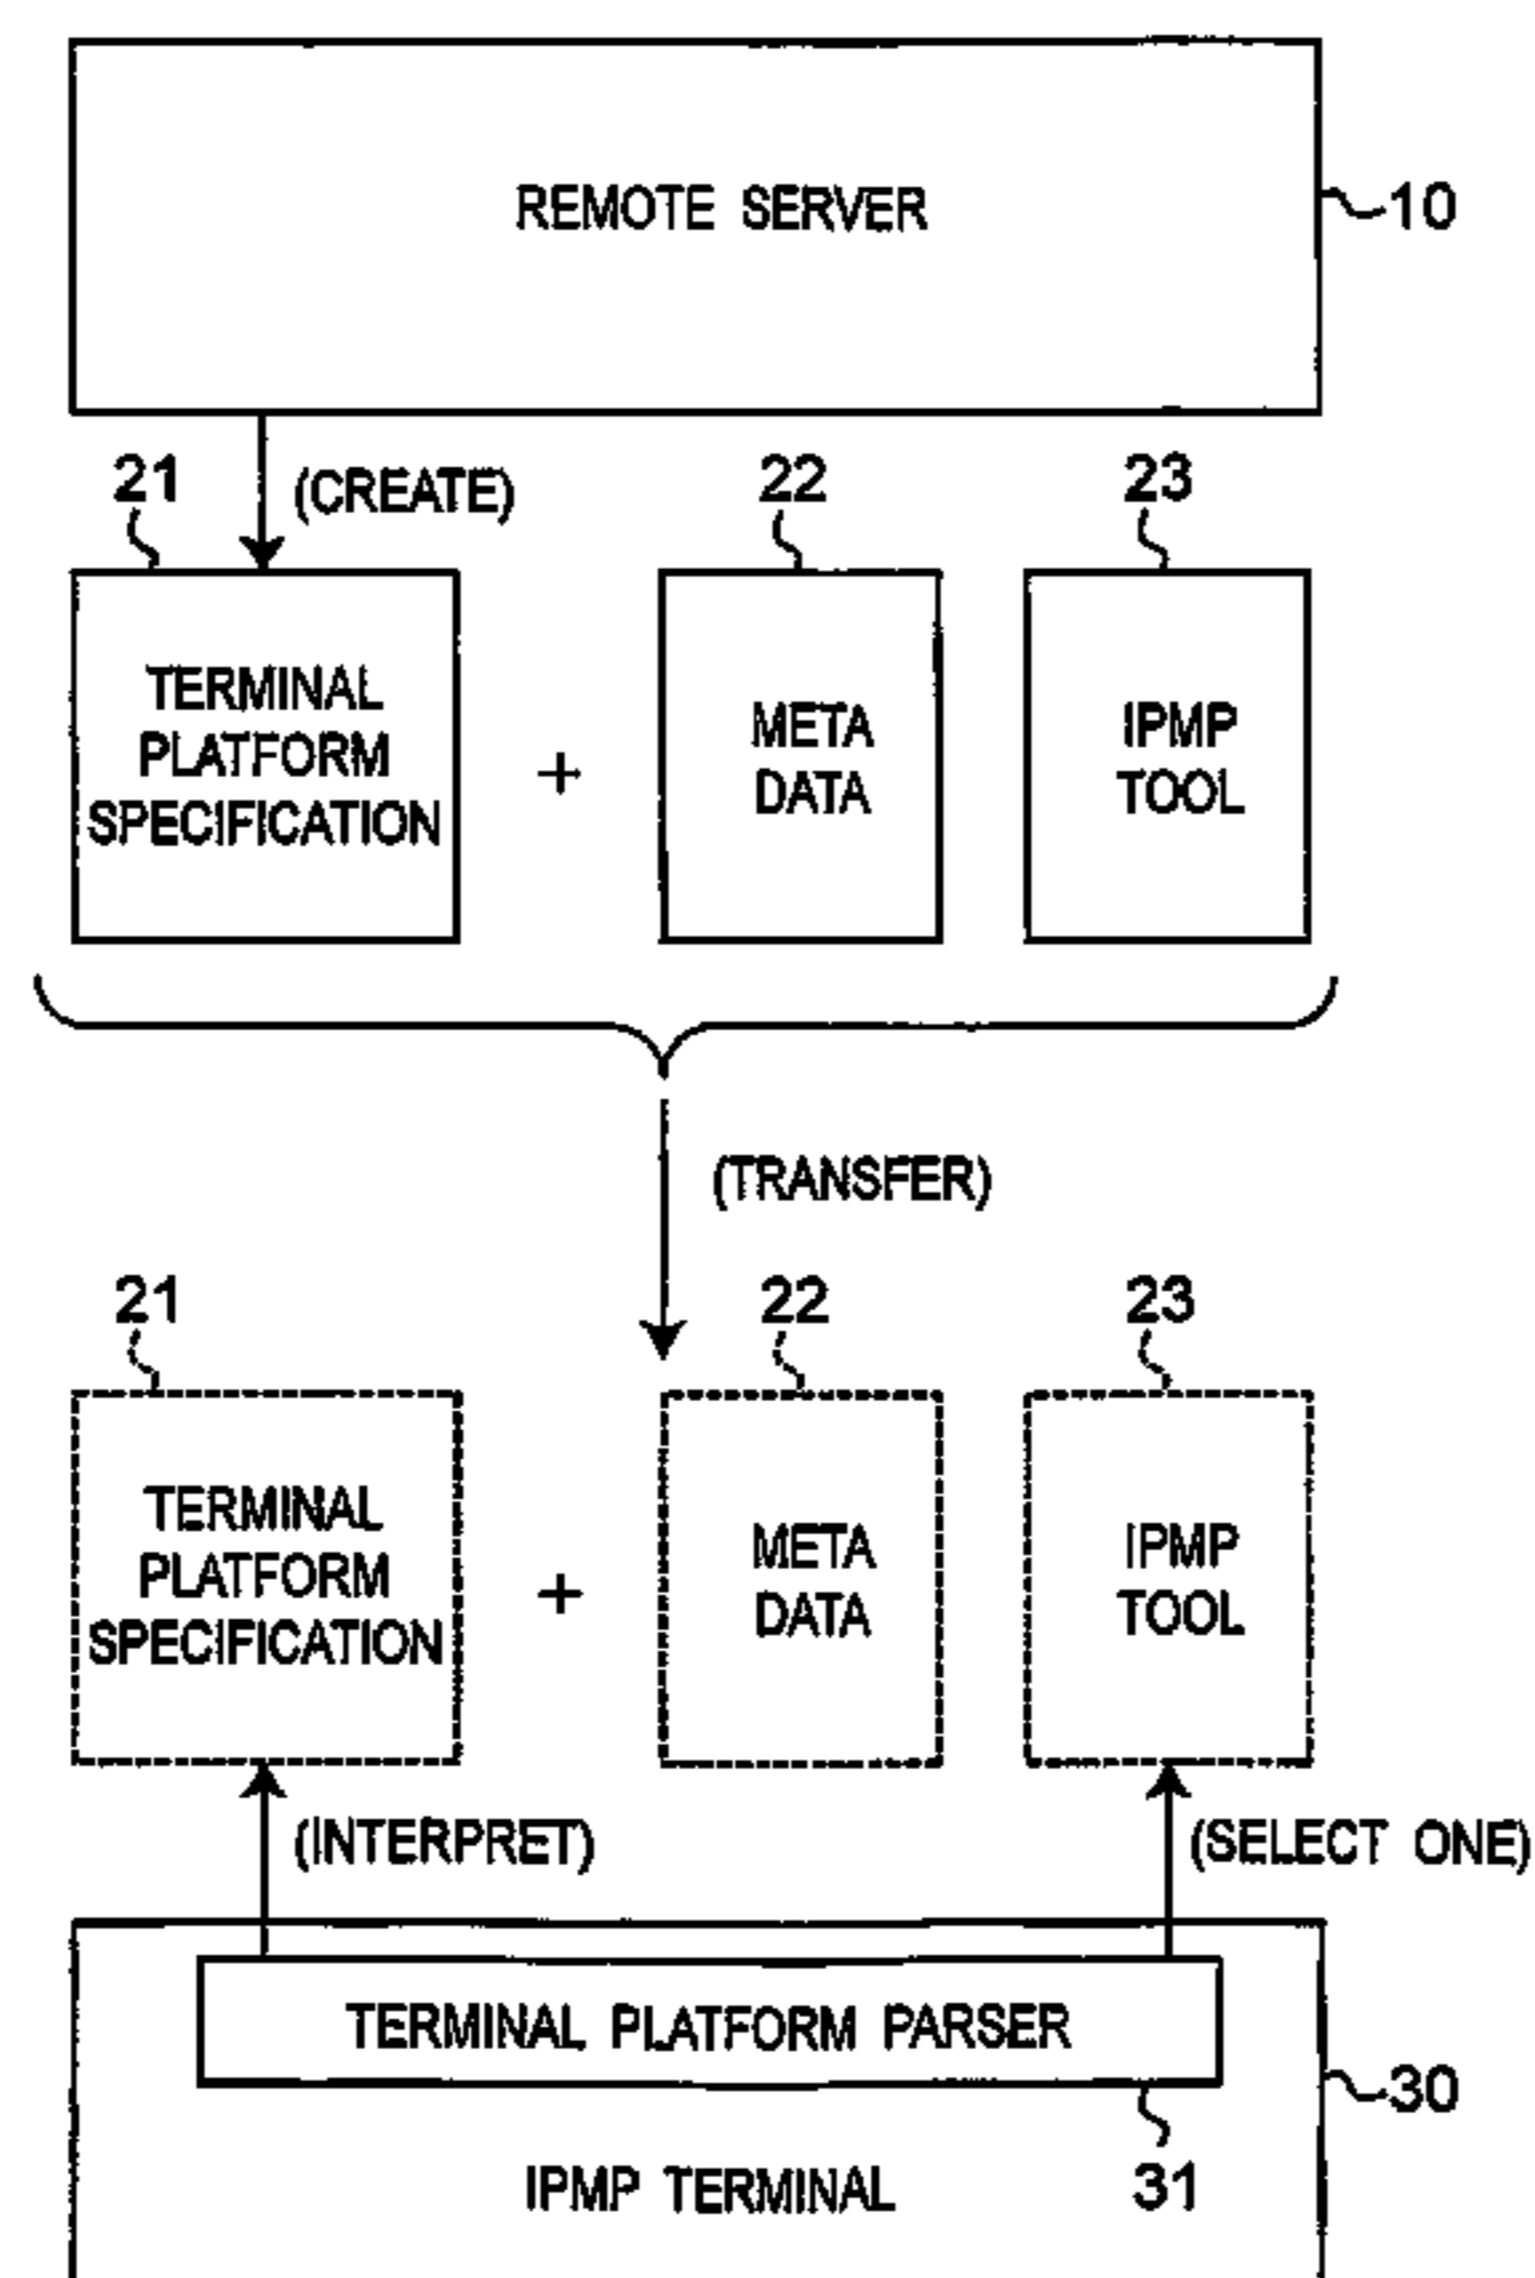 REMOTE SERVER
10
21
(CREATE)
22
23
TERMINAL
PLATFORM
SPECIFICATION
+
META
DATA
IPMP
TOOL
(TRANSFER)
21
22
23
TERMINAL
PLATFORM
SPECIFICATION
+
META
DATA
IPMP
TOOL
(INTERPRET)
(SELECT ONE)
TERMINAL PLATFORM PARSER
30
31
IPMP TERMINAL